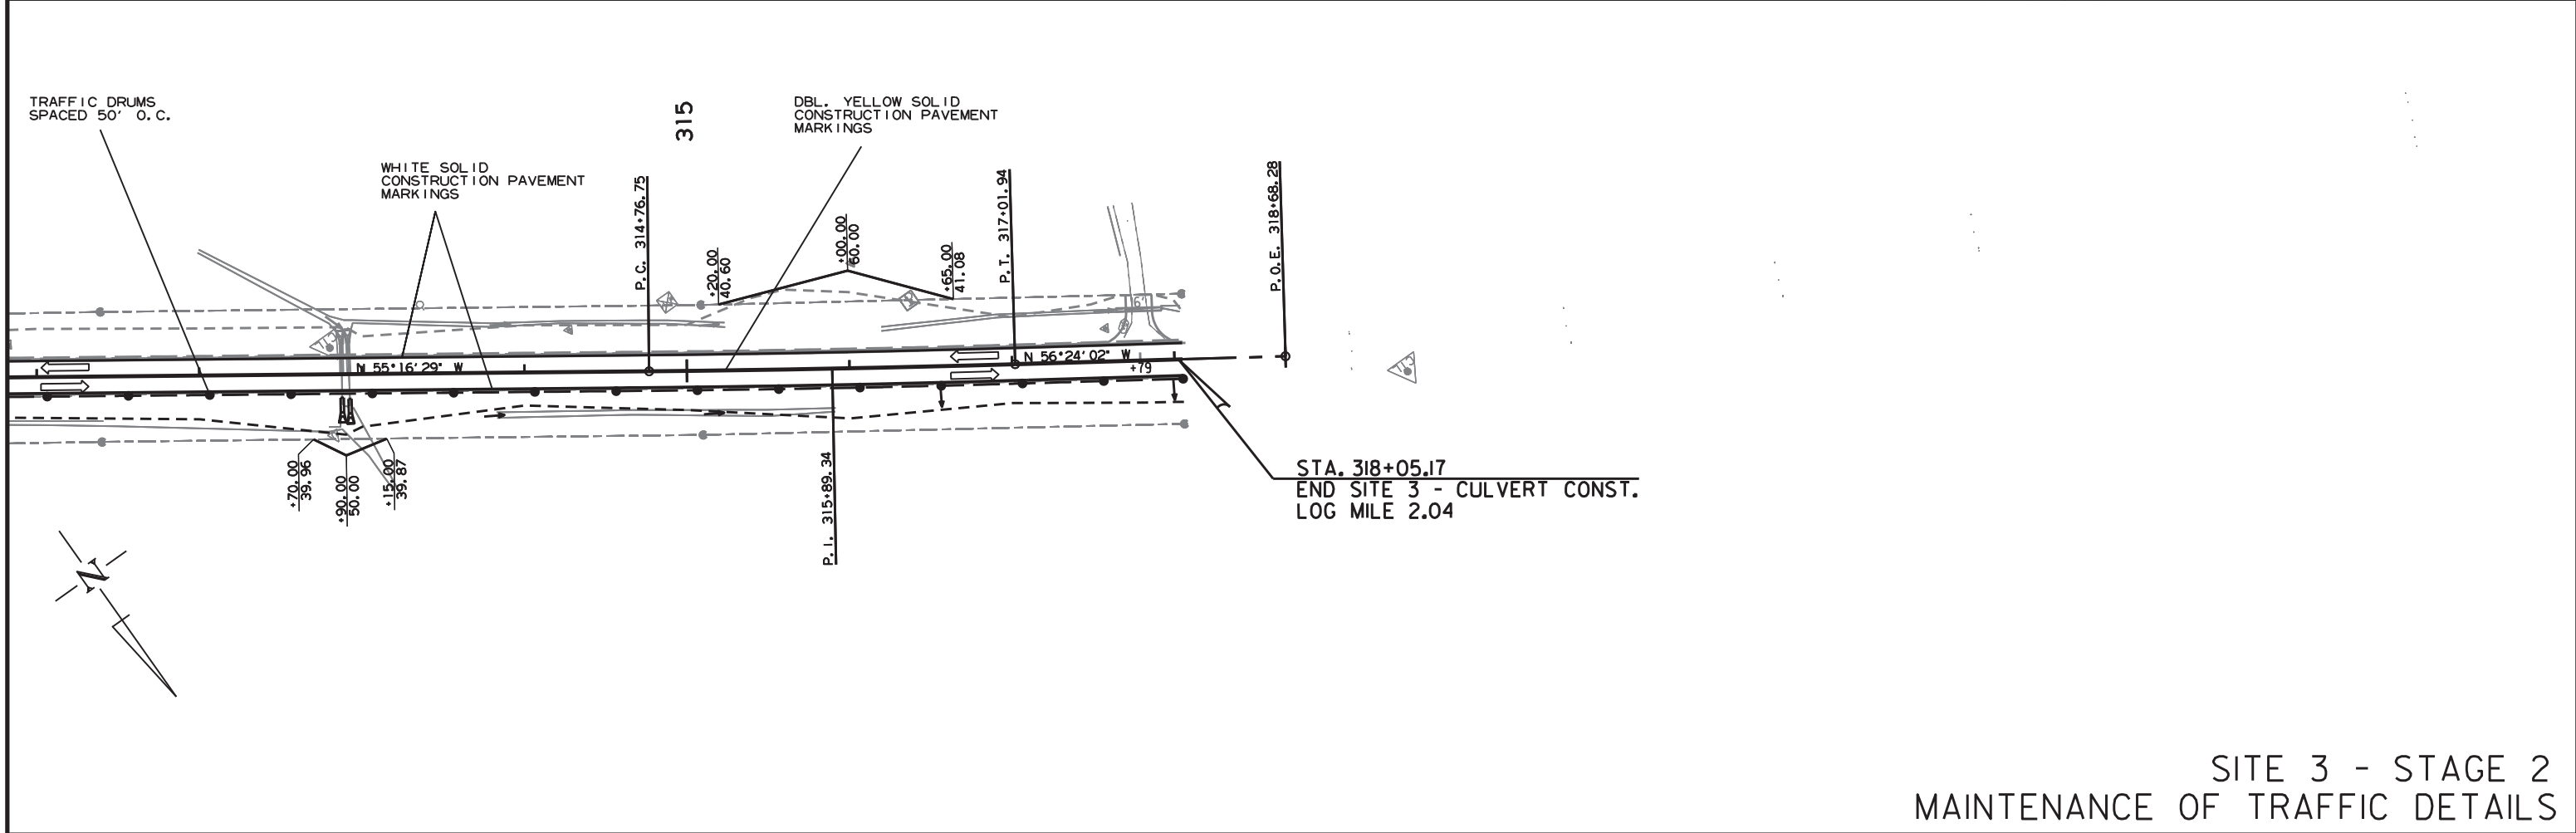 TRAFFIC DRUMS
SPACED 50' O.C.
WHITE SOLID
CONSTRUCTION PAVEMENT
MARKINGS
315
DBL. YELLOW SOLID
CONSTRUCTION PAVEMENT
MARKINGS
P.C. 314+76.75
+20.00
40.60
+00.00
60.00
+65.00
41.08
P.T. 317+01.94
P.O.E. 318+68.28
6'
N 55°16'29" W
N 56°24'02" W
+79
+70.00
39.96
+90.00
50.00
+15.00
39.87
P.I. 315+89.34
STA. 318+05.17
END SITE 3 - CULVERT CONST.
LOG MILE 2.04
N
SITE 3 - STAGE 2
MAINTENANCE OF TRAFFIC DETAILS